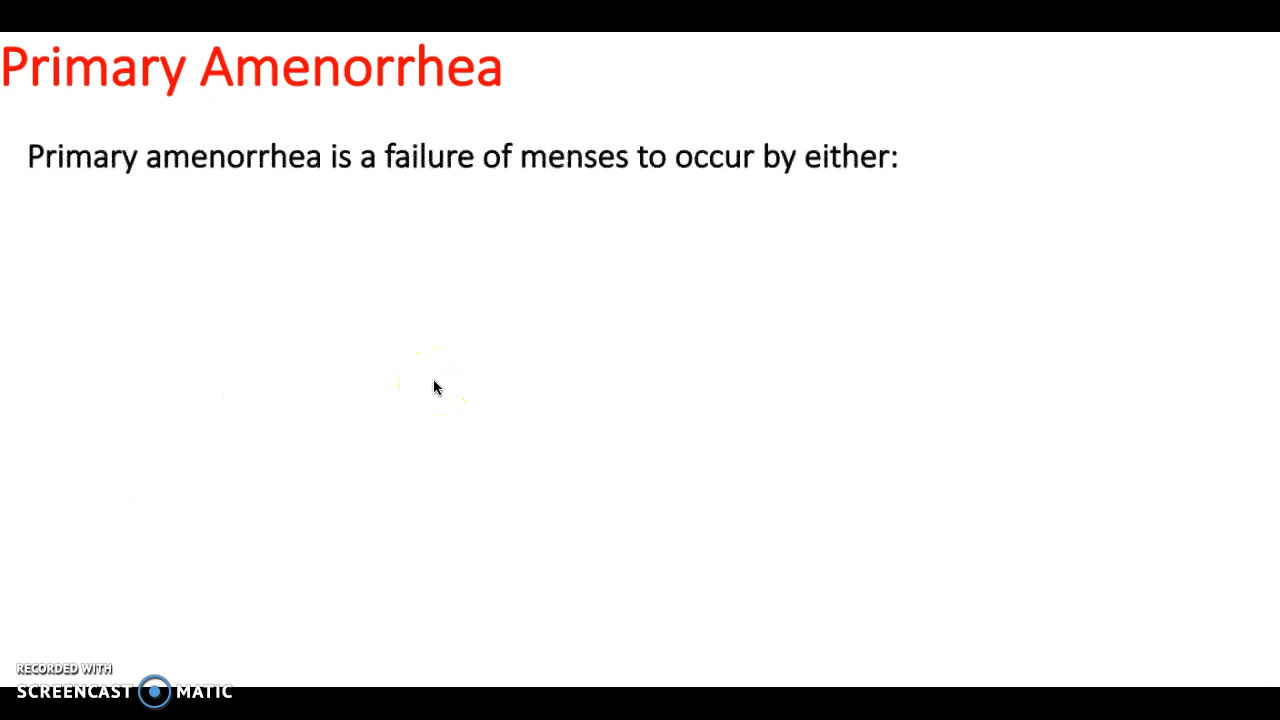 Primary Amenorrhea
Primary amenorrhea is a failure of menses to occur by either:
RECORDED WITH
SCREENCAST MATIC